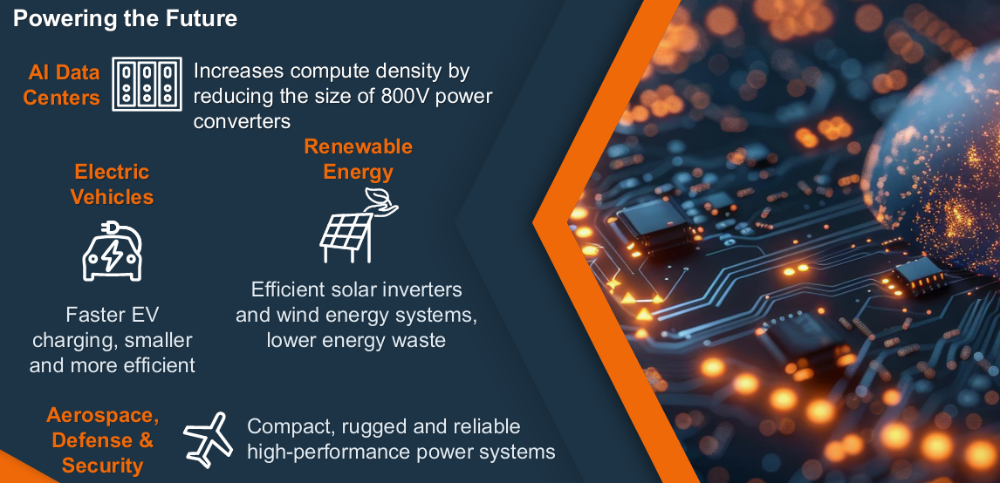 Powering the Future
AI Data
Centers
Increases compute density by
reducing the size of 800V power
converters
Electric
Vehicles
Faster EV
charging, smaller
and more efficient
Renewable
Energy
Efficient solar inverters
and wind energy systems,
lower energy waste
Aerospace,
Defense &
Security
Compact, rugged and reliable
high-performance power systems